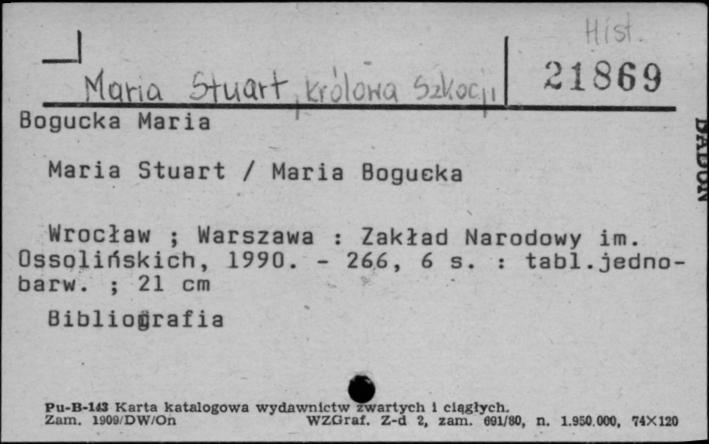 Hist.
Maria Stuart, królowa Szkocji
21869
Bogucka Maria
Maria Stuart / Maria Bogucka
Wrocław ; Warszawa : Zakład Narodowy im.
Ossolińskich, 1990. - 266, 6 s. : tabl.jedno-
barw. ; 21 cm
Bibliografia
Pu-B-143 Karta katalogowa wydawnictw zwartych i ciągłych.
Zam. 1909/DW/On WZGraf. Z-d 2, zam. 691/80, n. 1.950.000, 74×120